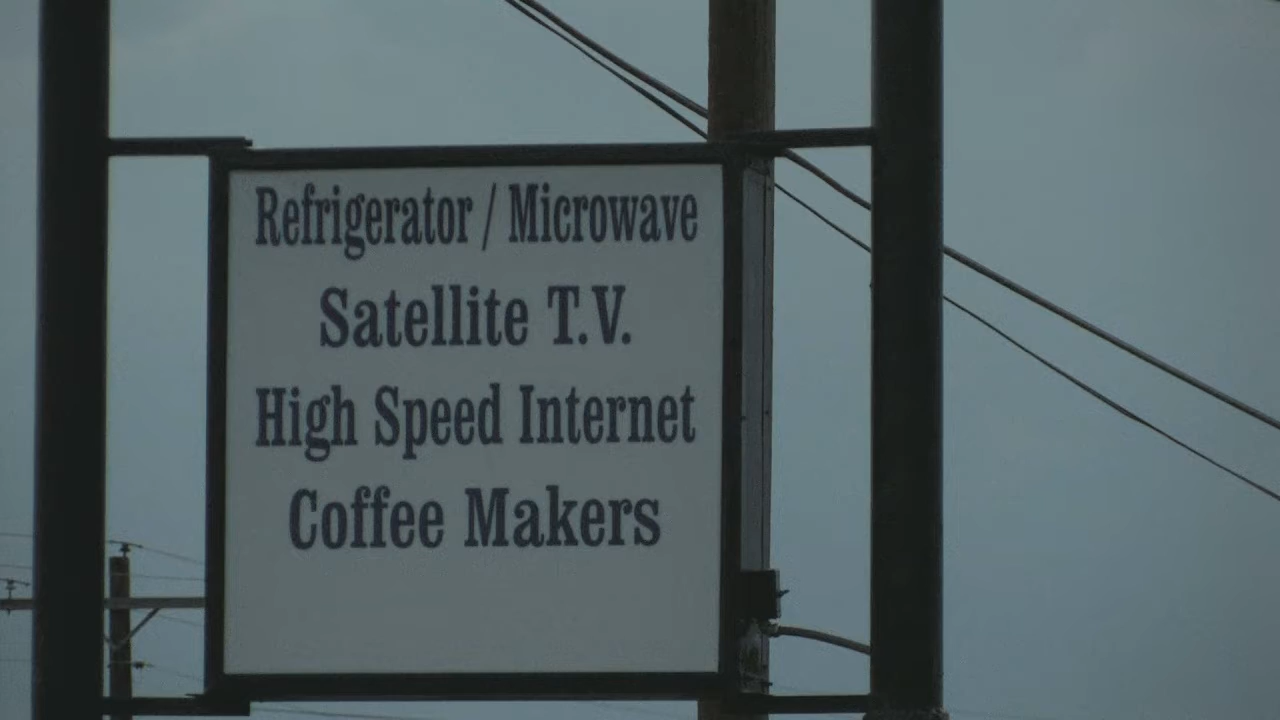 Refrigerator / Microwave
Satellite T.V.
High Speed Internet
Coffee Makers